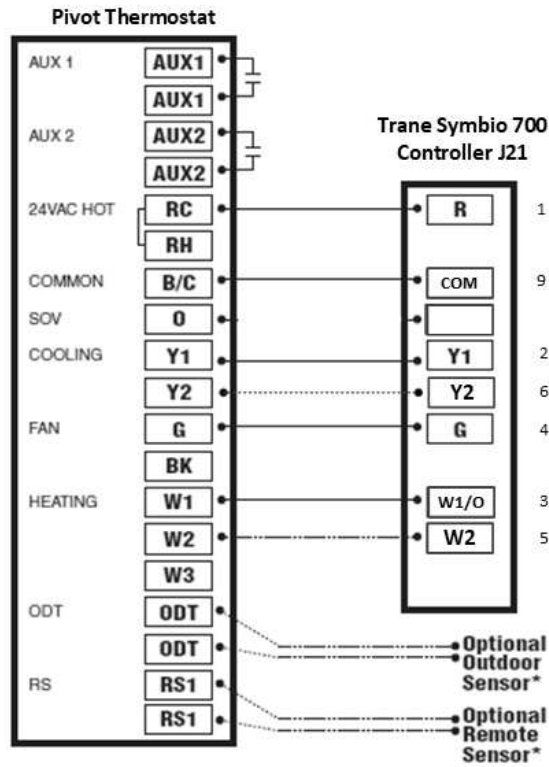 Pivot Thermostat
AUX 1 AUX1
AUX1
AUX 2 AUX2
AUX2
Trane Symbio 700
Controller J21
24VAC HOT RC R 1
RH
COMMON B/C COM 9
SOV O
COOLING Y1 Y1 2
Y2 Y2 6
FAN G G 4
BK
HEATING W1 W1/O 3
W2 W2 5
W3
ODT ODT
ODT
Optional
Outdoor
Sensor*
RS RS1
RS1
Optional
Remote
Sensor*